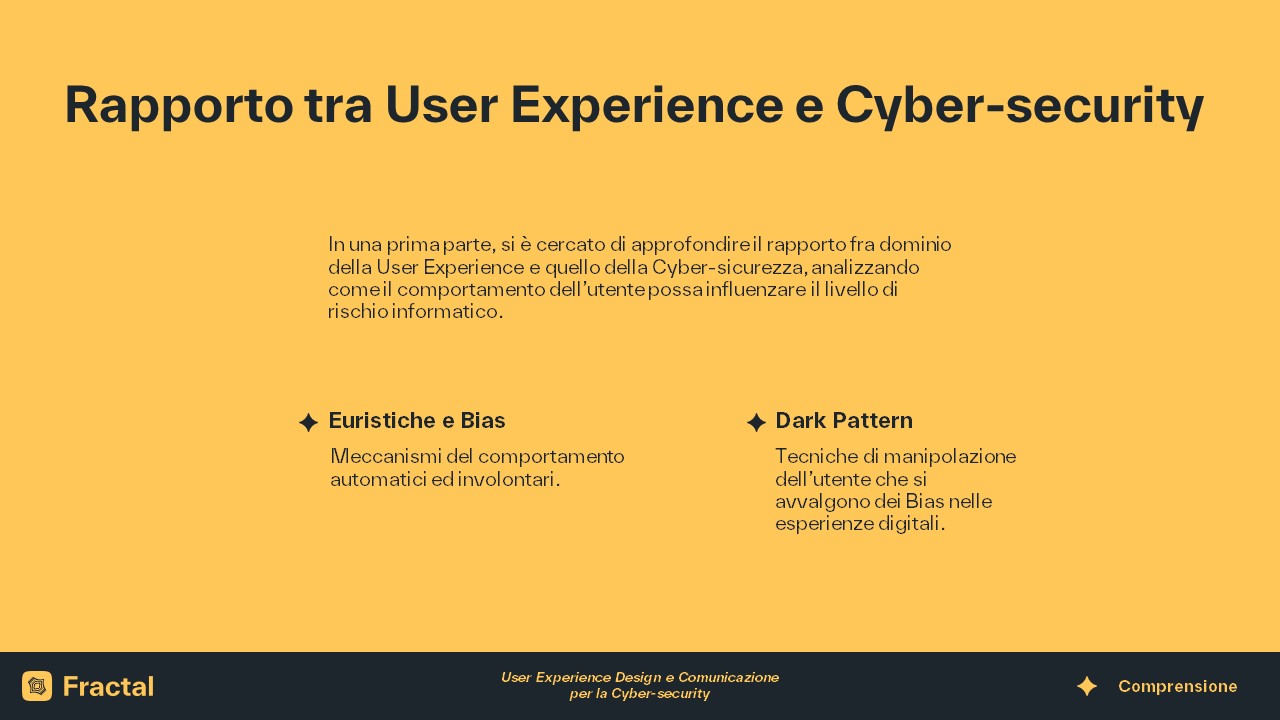 Rapporto tra User Experience e Cyber-security
In una prima parte, si è cercato di approfondire il rapporto fra dominio
della User Experience e quello della Cyber-sicurezza, analizzando
come il comportamento dell’utente possa influenzare il livello di
rischio informatico.
Euristiche e Bias
Meccanismi del comportamento
automatici ed involontari.
Dark Pattern
Tecniche di manipolazione
dell’utente che si
avvalgono dei Bias nelle
esperienze digitali.
Fractal
User Experience Design e Comunicazione
per la Cyber-security
Comprensione